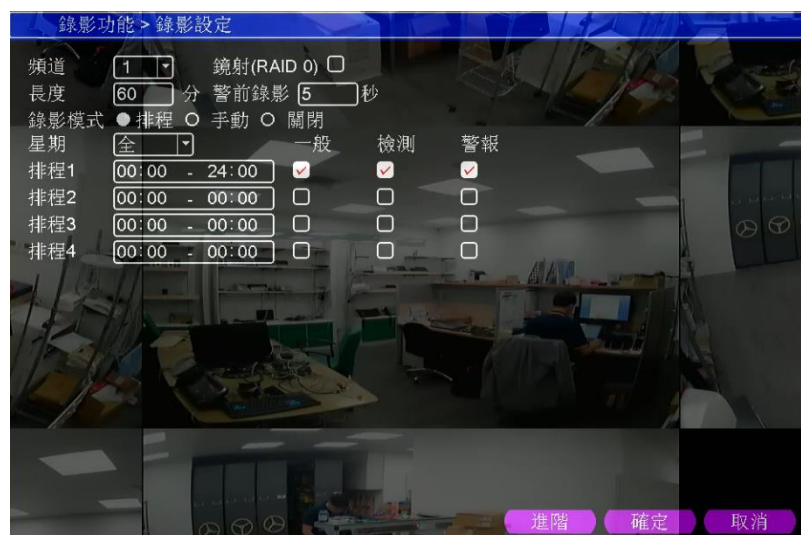 錄影功能 > 錄影設定
頻道 1 鏡射(RAID 0)
長度 60 分 警前錄影 5 秒
錄影模式 排程 手動 關閉
星期 全 一般 檢測 警報
排程1 00:00 - 24:00
排程2 00:00 - 00:00
排程3 00:00 - 00:00
排程4 00:00 - 00:00
進階 確定 取消